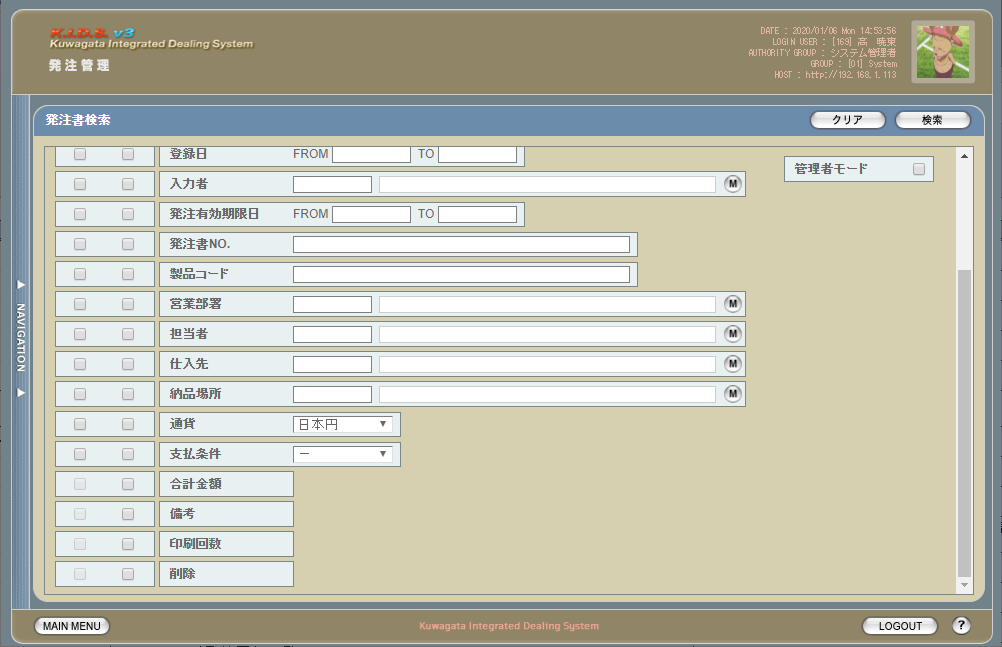 K.I.D.S. v3
Kuwagata Integrated Dealing System
発注管理
DATE : 2020/01/06 Mon 14:53:56
LOGIN USER : [169] 高 暁東
AUTHORITY GROUP : システム管理者
GROUP : [01] System
HOST : http://192.168.1.113
発注書検索
クリア
検索
登録日 FROM TO
管理者モード
入力者 M
発注有効期限日 FROM TO
発注書NO.
製品コード
営業部署 M
担当者 M
仕入先 M
納品場所 M
通貨 日本円
支払条件 ー
合計金額
備考
印刷回数
削除
NAVIGATION
MAIN MENU
Kuwagata Integrated Dealing System
LOGOUT
?